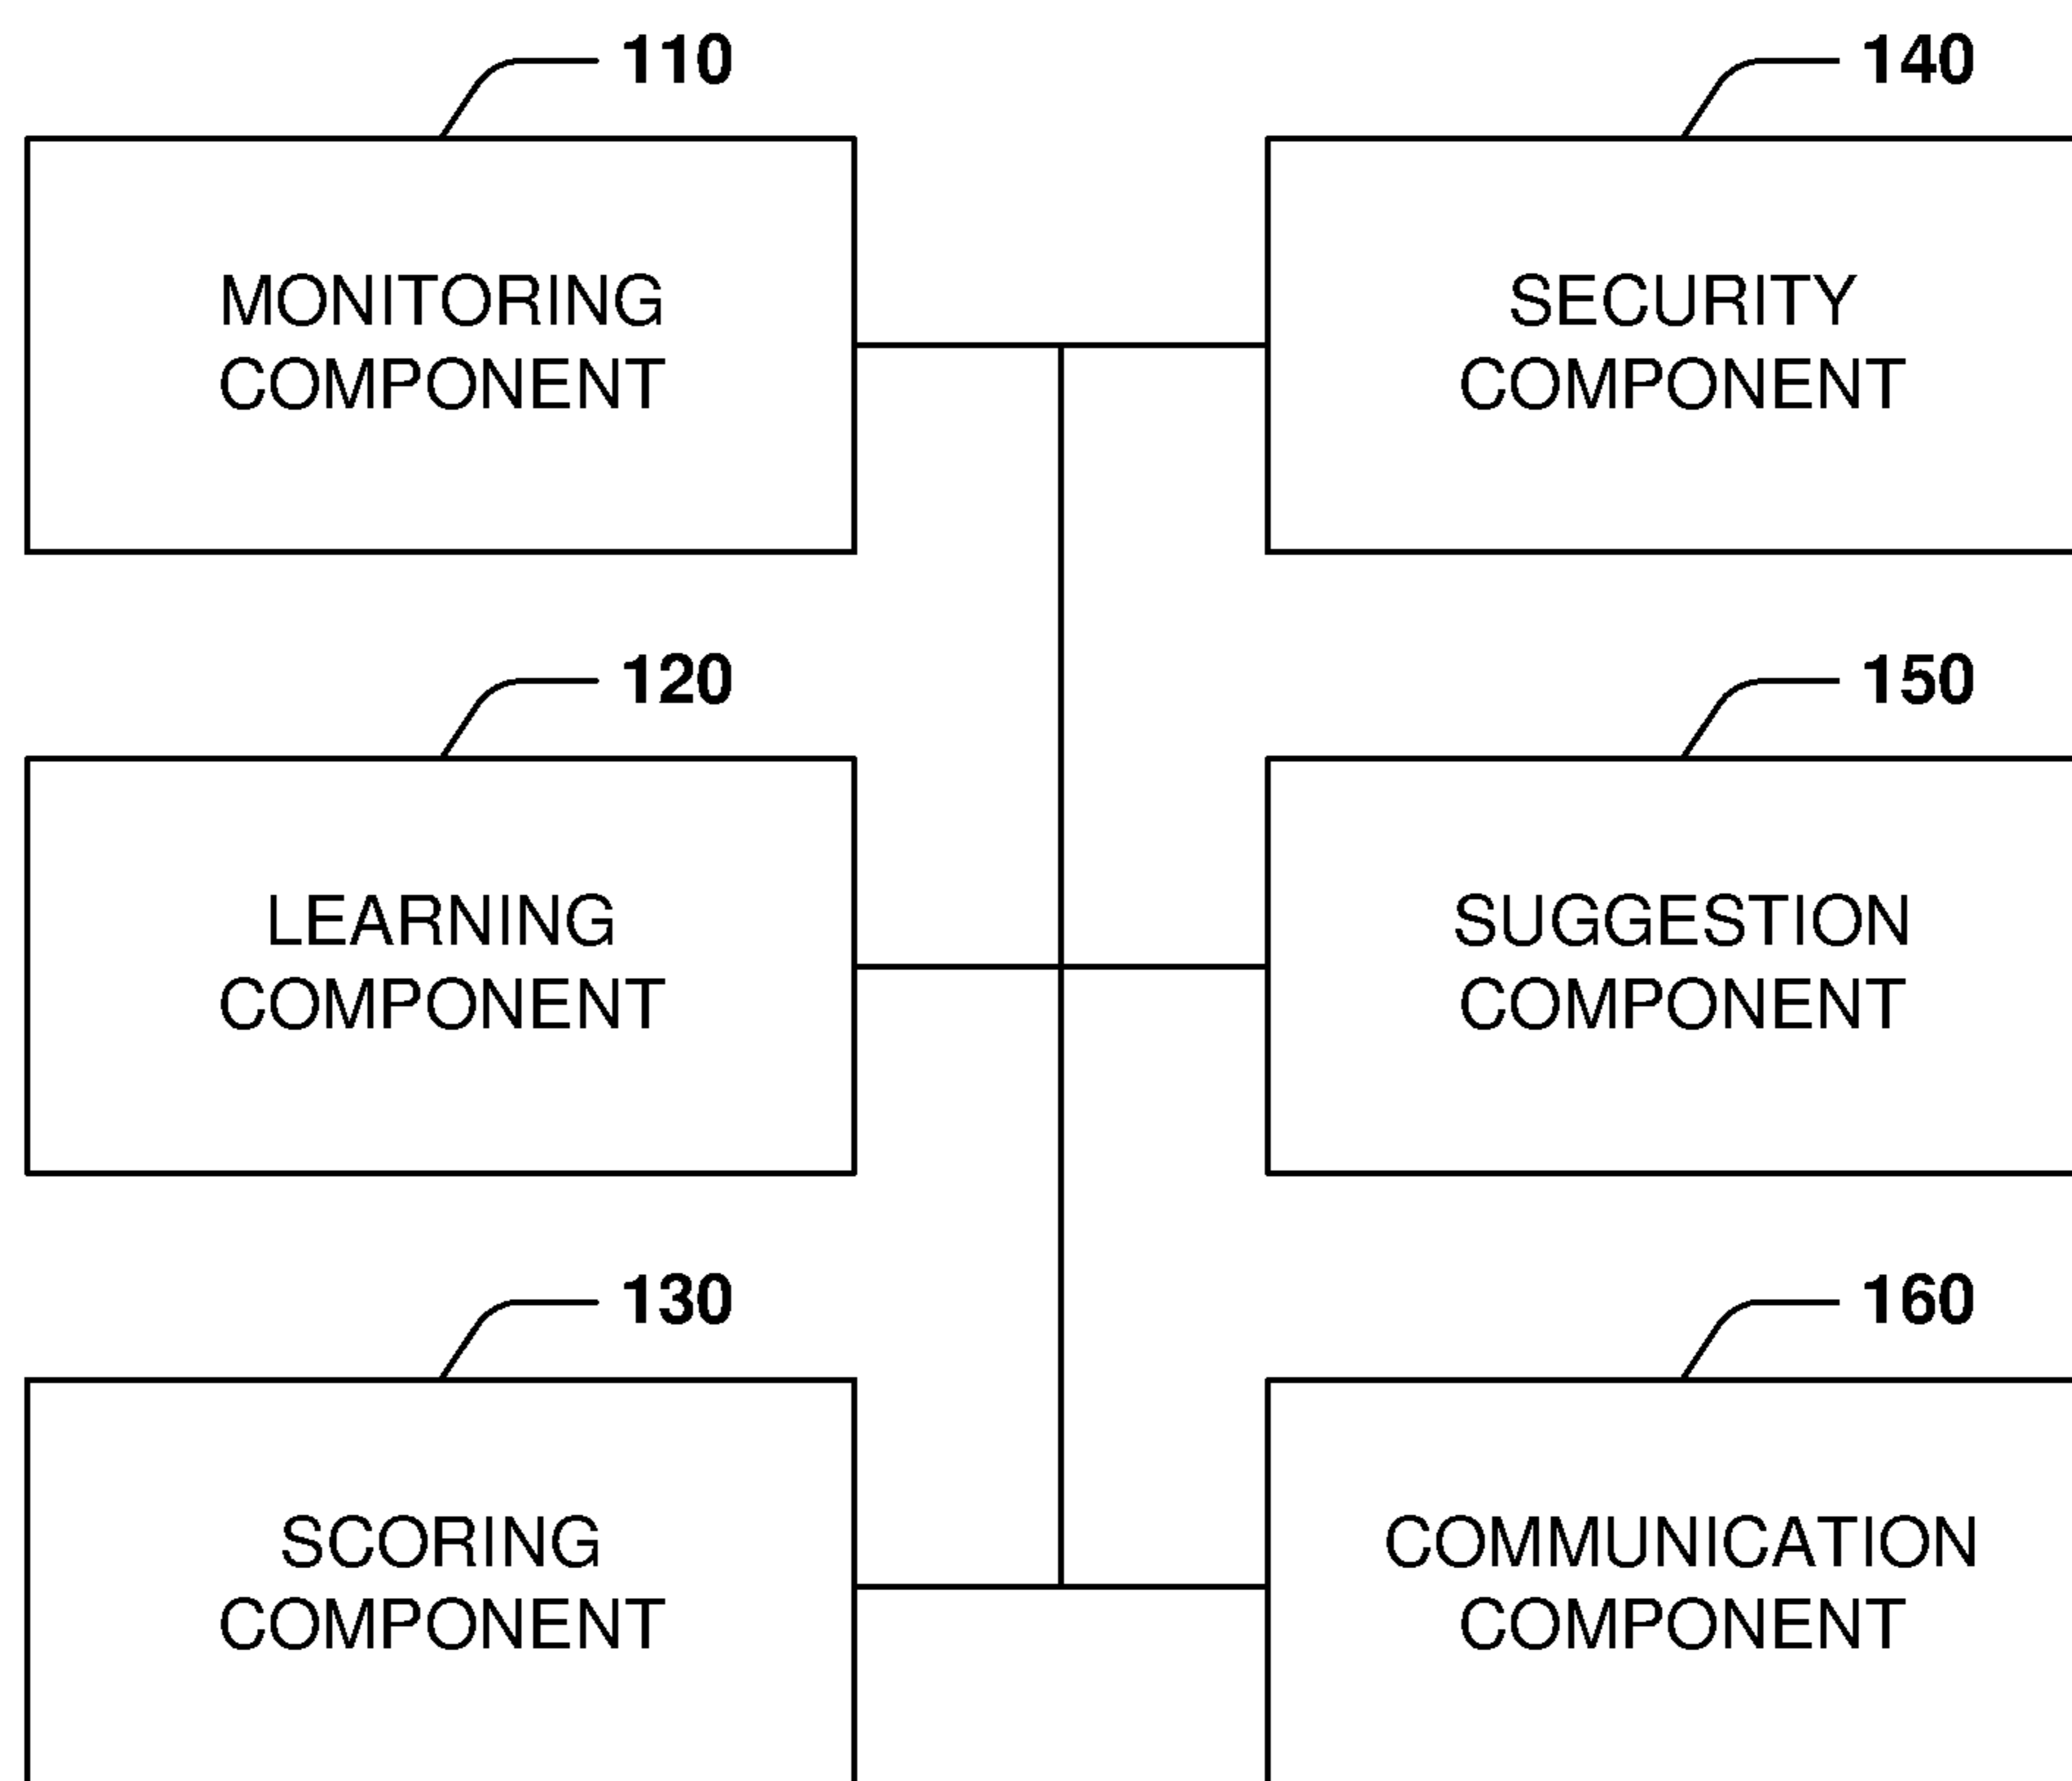 110
MONITORING
COMPONENT
140
SECURITY
COMPONENT
120
LEARNING
COMPONENT
150
SUGGESTION
COMPONENT
130
SCORING
COMPONENT
160
COMMUNICATION
COMPONENT